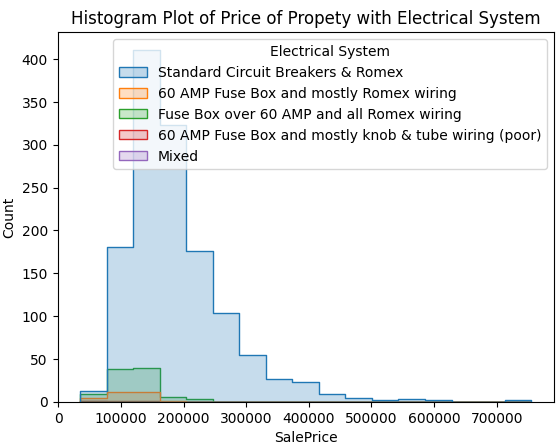 Histogram Plot of Price of Propety with Electrical System
Electrical System
Standard Circuit Breakers & Romex
60 AMP Fuse Box and mostly Romex wiring
Fuse Box over 60 AMP and all Romex wiring
60 AMP Fuse Box and mostly knob & tube wiring (poor)
Mixed
Count
400
350
300
250
200
150
100
50
0
0 100000 200000 300000 400000 500000 600000 700000
SalePrice